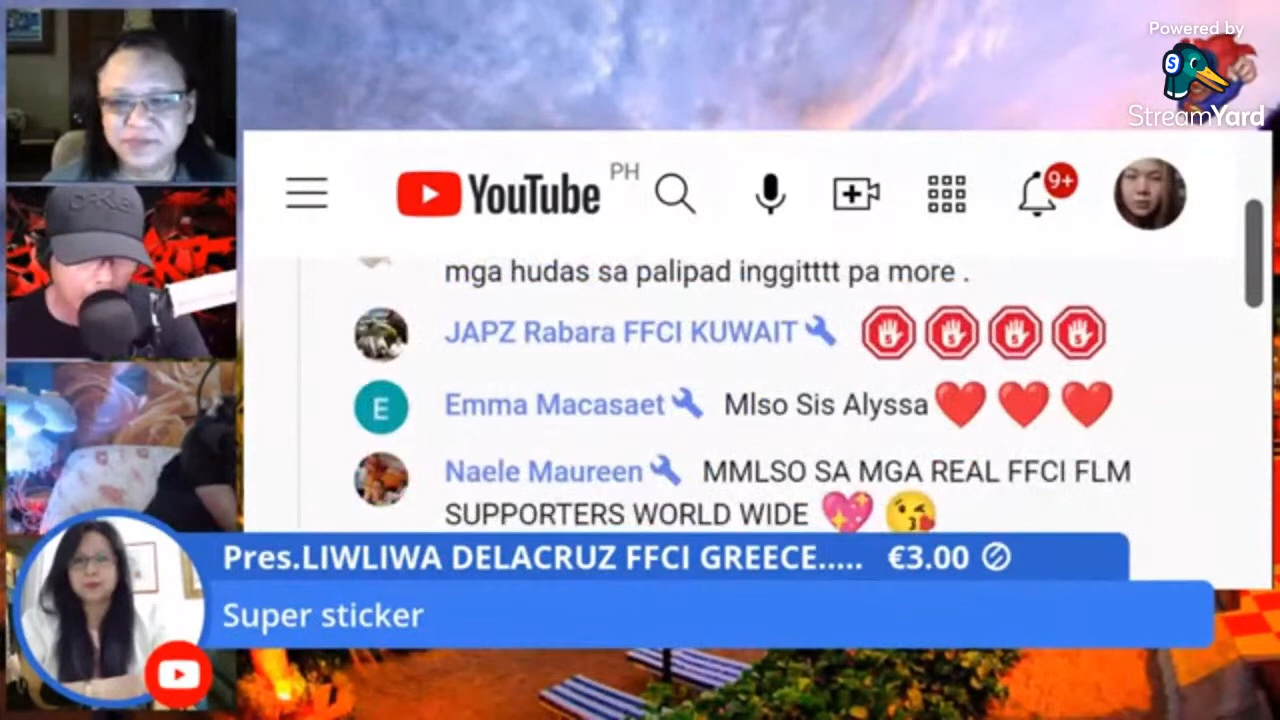 Powered by
StreamYard
YouTube PH
9+
mga hudas sa palipad inggitttt pa more .
JAPZ Rabara FFCI KUWAIT
E Emma Macasaet Mlso Sis Alyssa
Naele Maureen MMLSO SA MGA REAL FFCI FLM
SUPPORTERS WORLD WIDE
Pres.LIWLIWA DELACRUZ FFCI GREECE..... €3.00
Super sticker